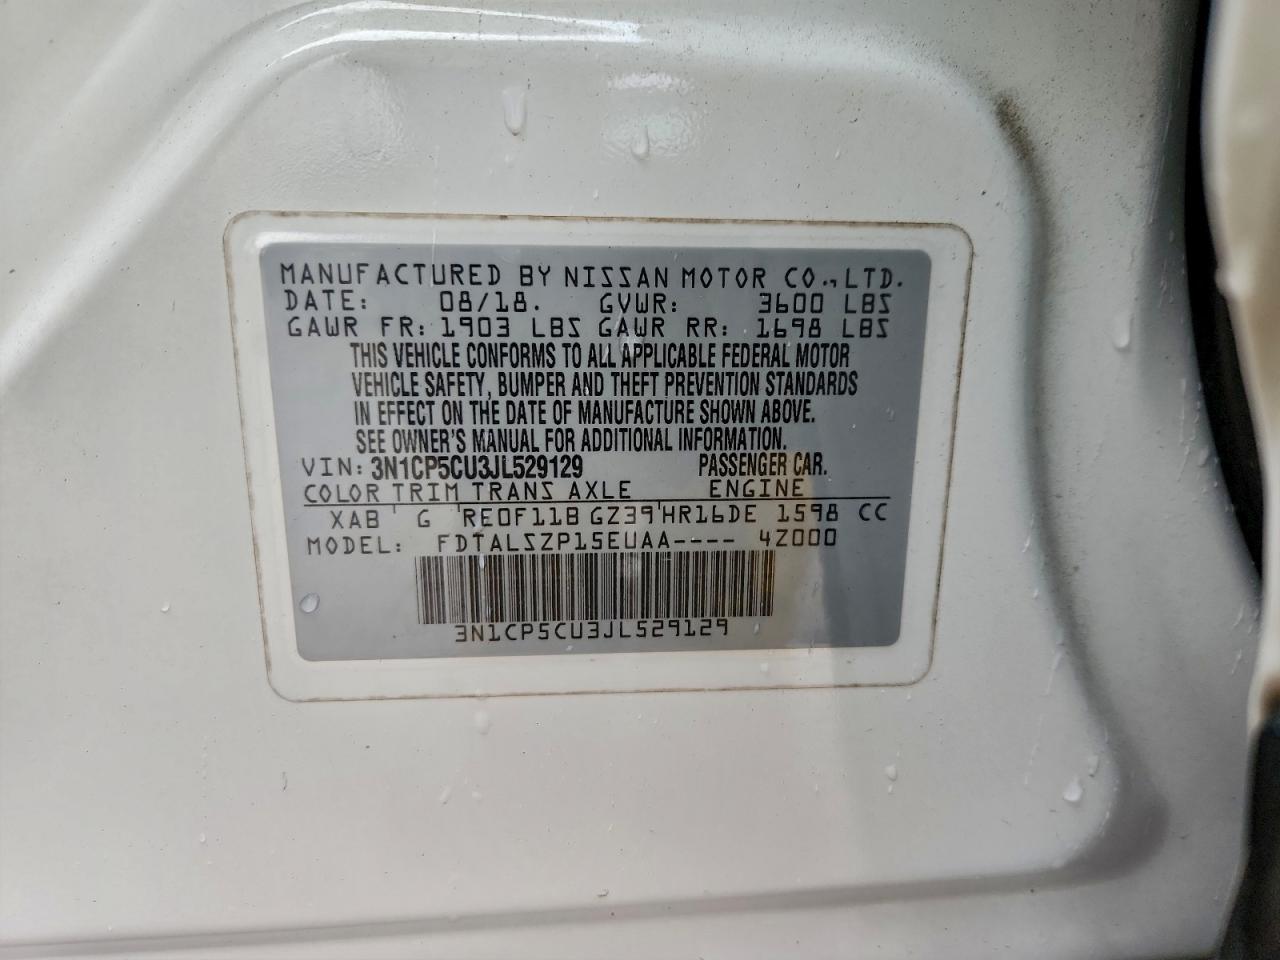 MANUFACTURED BY NISSAN MOTOR CO., LTD.
DATE: 08/18. GVWR: 3600 LBS
GAWR FR: 1903 LBS GAWR RR: 1698 LBS
THIS VEHICLE CONFORMS TO ALL APPLICABLE FEDERAL MOTOR
VEHICLE SAFETY, BUMPER AND THEFT PREVENTION STANDARDS
IN EFFECT ON THE DATE OF MANUFACTURE SHOWN ABOVE.
SEE OWNER'S MANUAL FOR ADDITIONAL INFORMATION.
VIN: 3N1CP5CU3JL529129 PASSENGER CAR.
COLOR TRIM TRANS AXLE ENGINE
XAB ' G ' RE0F11B GZ39 ' HR16DE 1598 CC
MODEL: FDTALSZP15EUAA---- 4Z000
3N1CP5CU3JL529129